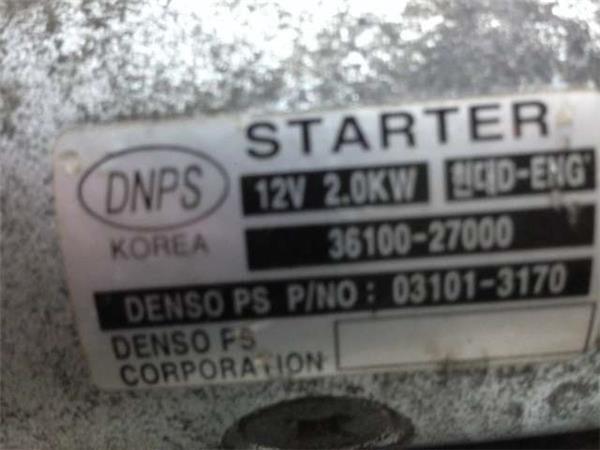 STARTER
DNPS
12V 2.0KW 현대D-ENG'
KOREA
36100-27000
DENSO PS P/NO: 03101-3170
DENSO PS
CORPORATION